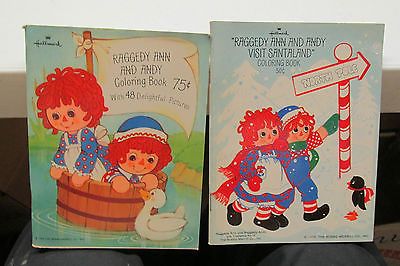 Hallmark
RAGGEDY ANN
AND ANDY
Coloring Book 75¢
With 48 Delightful Pictures
Hallmark
"RAGGEDY ANN AND ANDY
VISIT SANTALAND"
COLORING BOOK
50¢
NORTH POLE